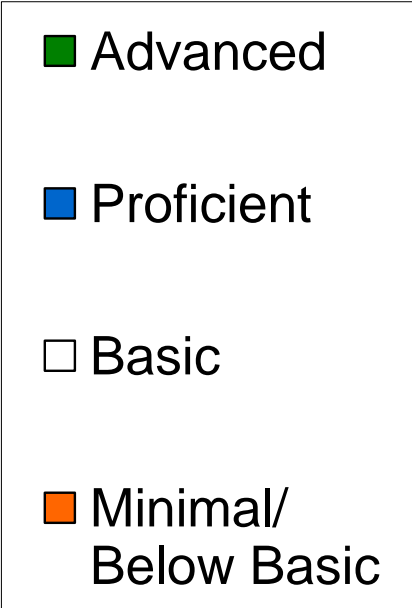 Advanced
Proficient
Basic
Minimal/
Below Basic